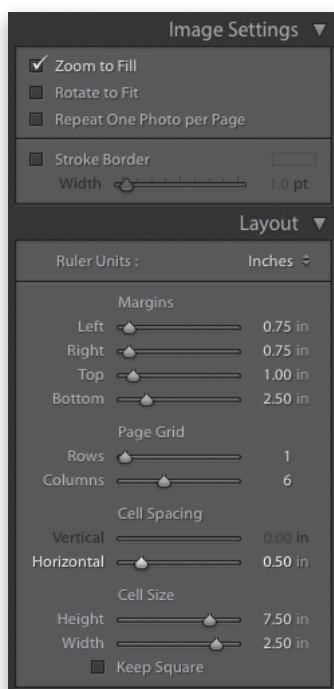 Image Settings ▼
Zoom to Fill
Rotate to Fit
Repeat One Photo per Page
Stroke Border
Width 1.0 pt
Layout ▼
Ruler Units : Inches
Margins
Left 0.75 in
Right 0.75 in
Top 1.00 in
Bottom 2.50 in
Page Grid
Rows 1
Columns 6
Cell Spacing
Vertical 0.00 in
Horizontal 0.50 in
Cell Size
Height 7.50 in
Width 2.50 in
Keep Square